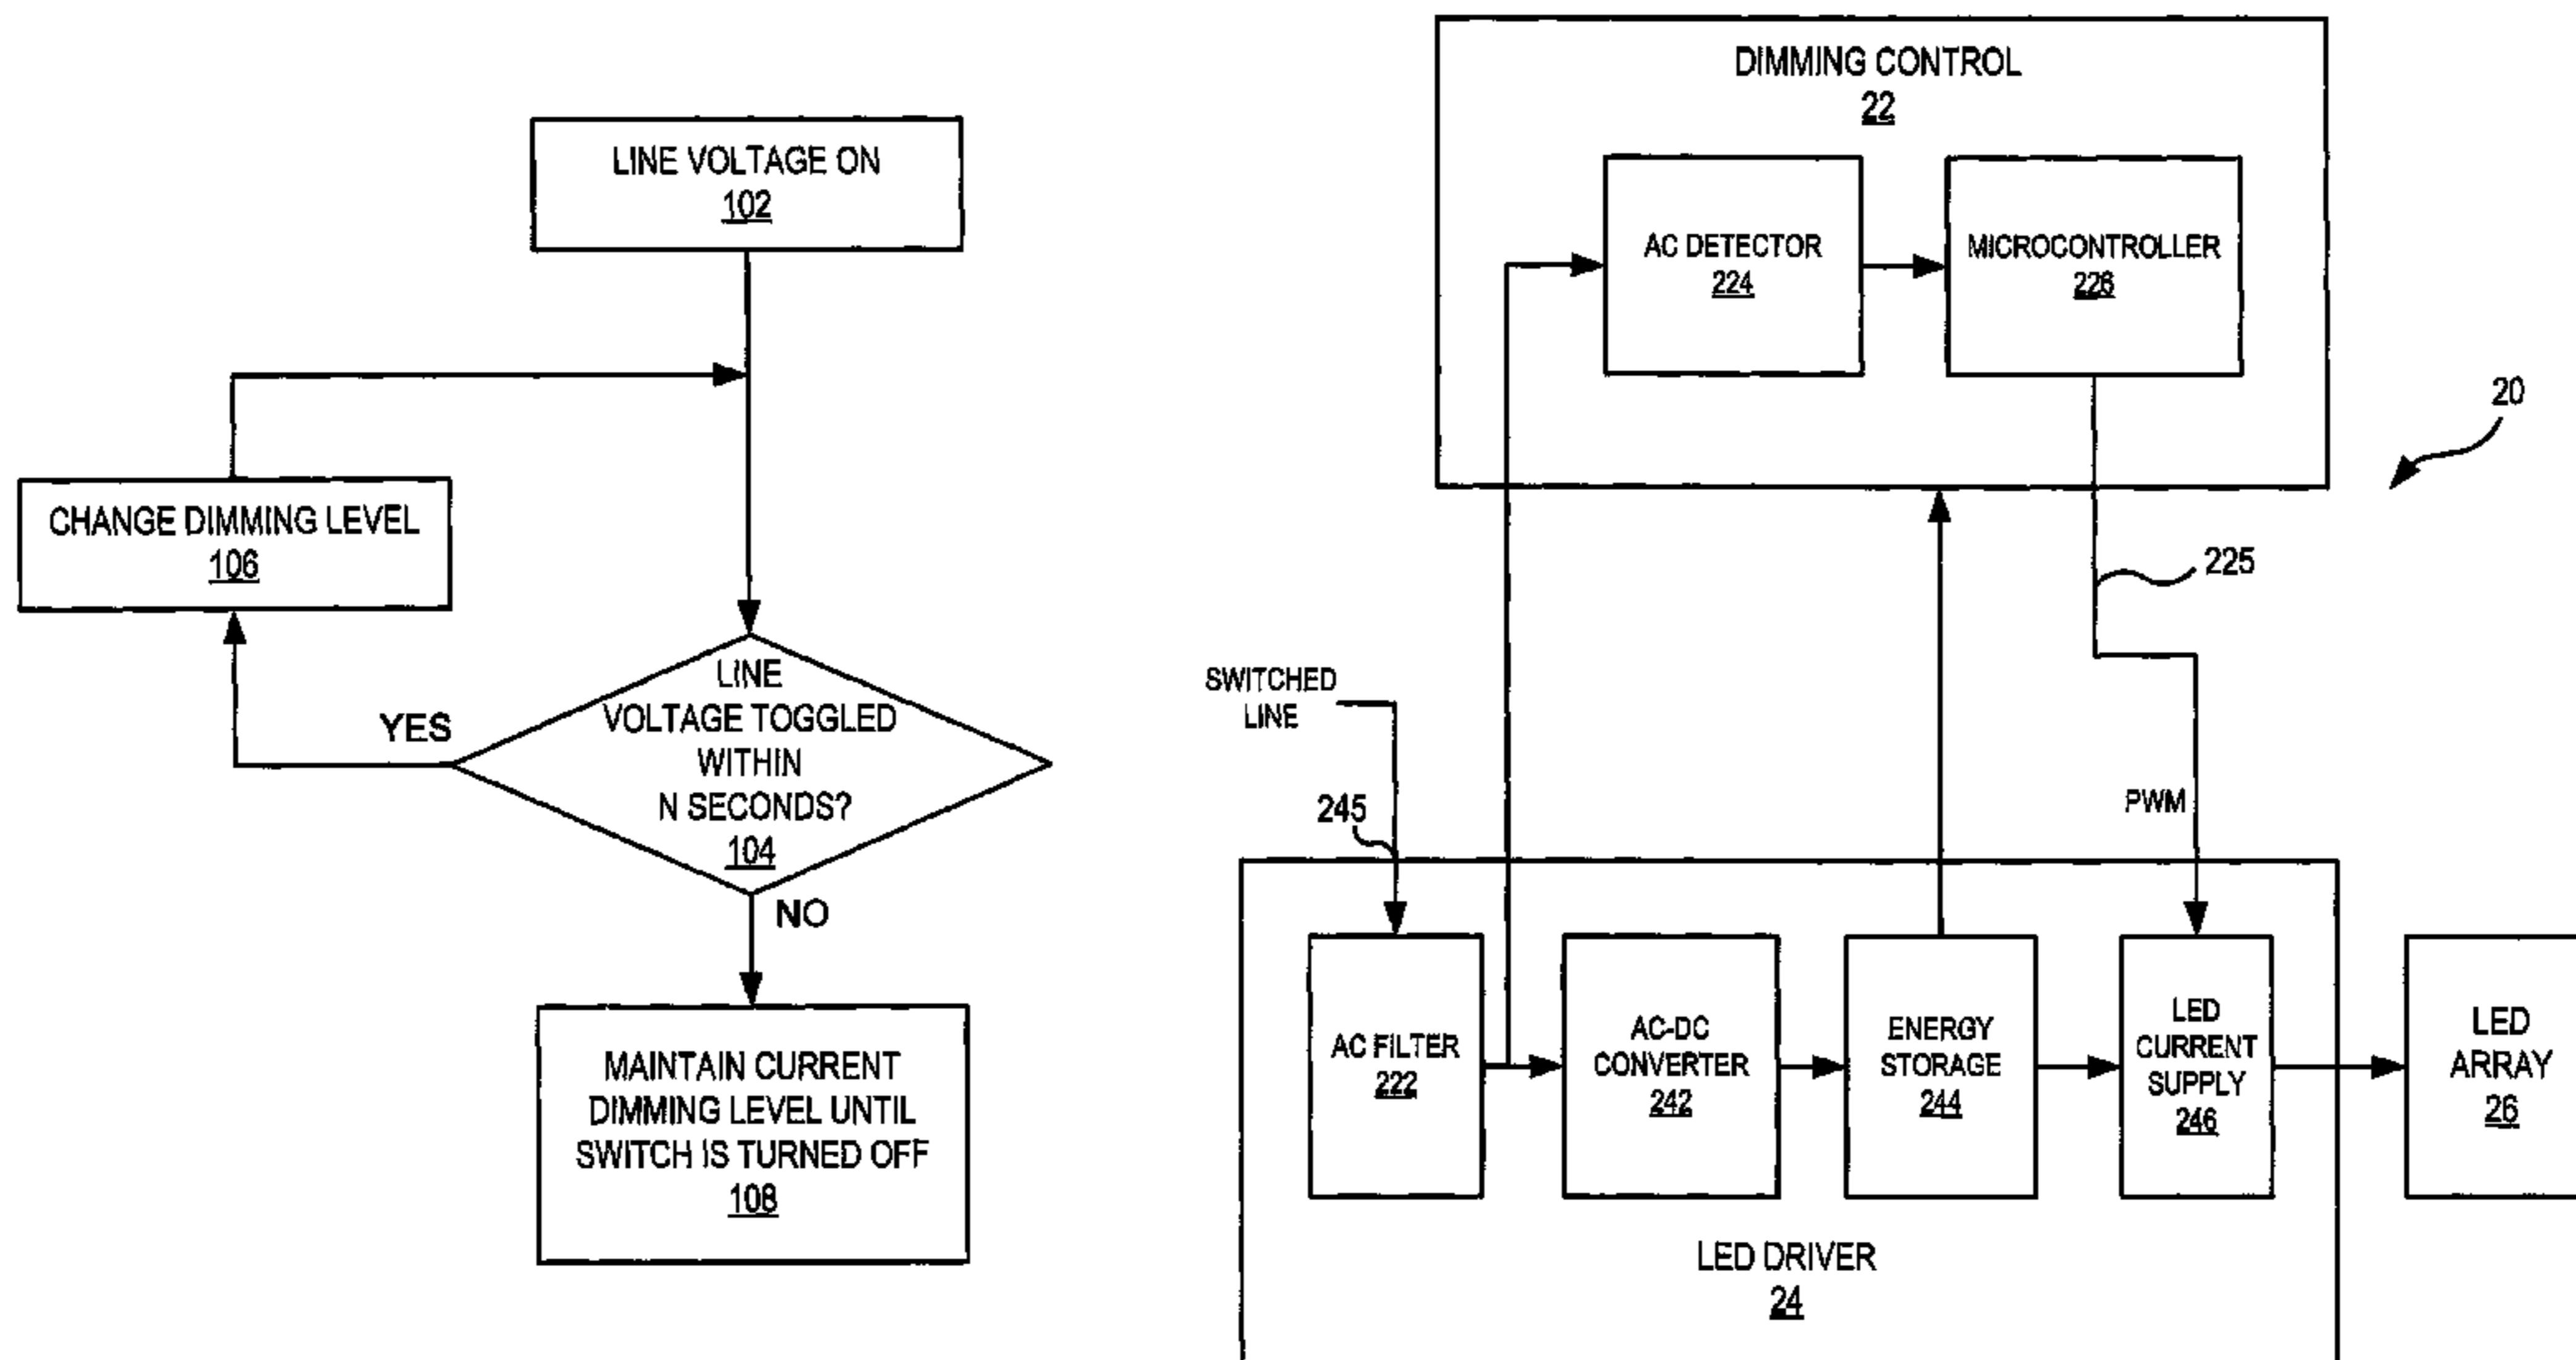 LINE VOLTAGE ON
102
CHANGE DIMMING LEVEL
106
YES
LINE
VOLTAGE TOGGLED
WITHIN
N SECONDS?
104
NO
MAINTAIN CURRENT
DIMMING LEVEL UNTIL
SWITCH IS TURNED OFF
108
DIMMING CONTROL
22
AC DETECTOR
224
MICROCONTROLLER
226
20
225
SWITCHED
LINE
245
PWM
AC FILTER
222
AC-DC
CONVERTER
242
ENERGY
STORAGE
244
LED
CURRENT
SUPPLY
246
LED
ARRAY
26
LED DRIVER
24